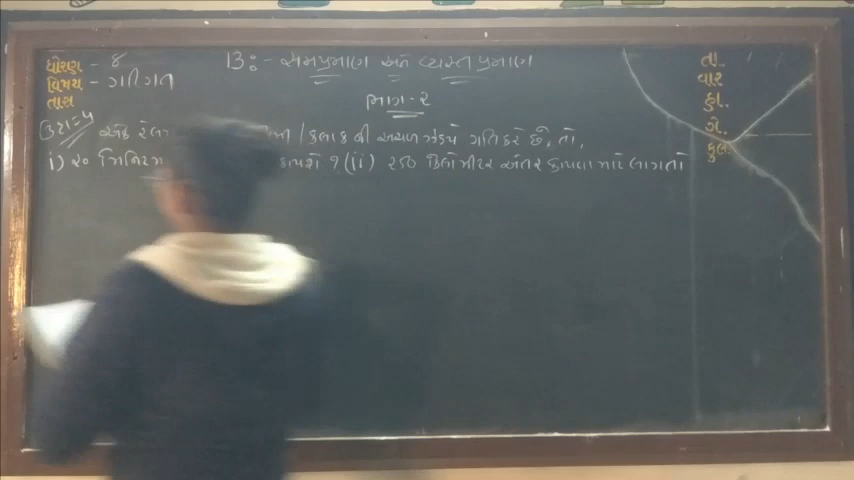 ધોરણ - 8
13:- સમપ્રમાણ અને વ્યસ્ત પ્રમાણ
વિષય - ગણિત
તાસ
ભાગ-૨
ઉદા-૫ એક રેલ / કલાક ની અચળ ઝડપે ગતિ કરે છે, તો,
i) ૨૦ મિનિટમાં કાપશે ? (ii) ૨૫૦ કિલોમીટર અંતર કાપવા માટે લાગતો
તા..
વાર
ક્રા..
ગે..
કુલ.